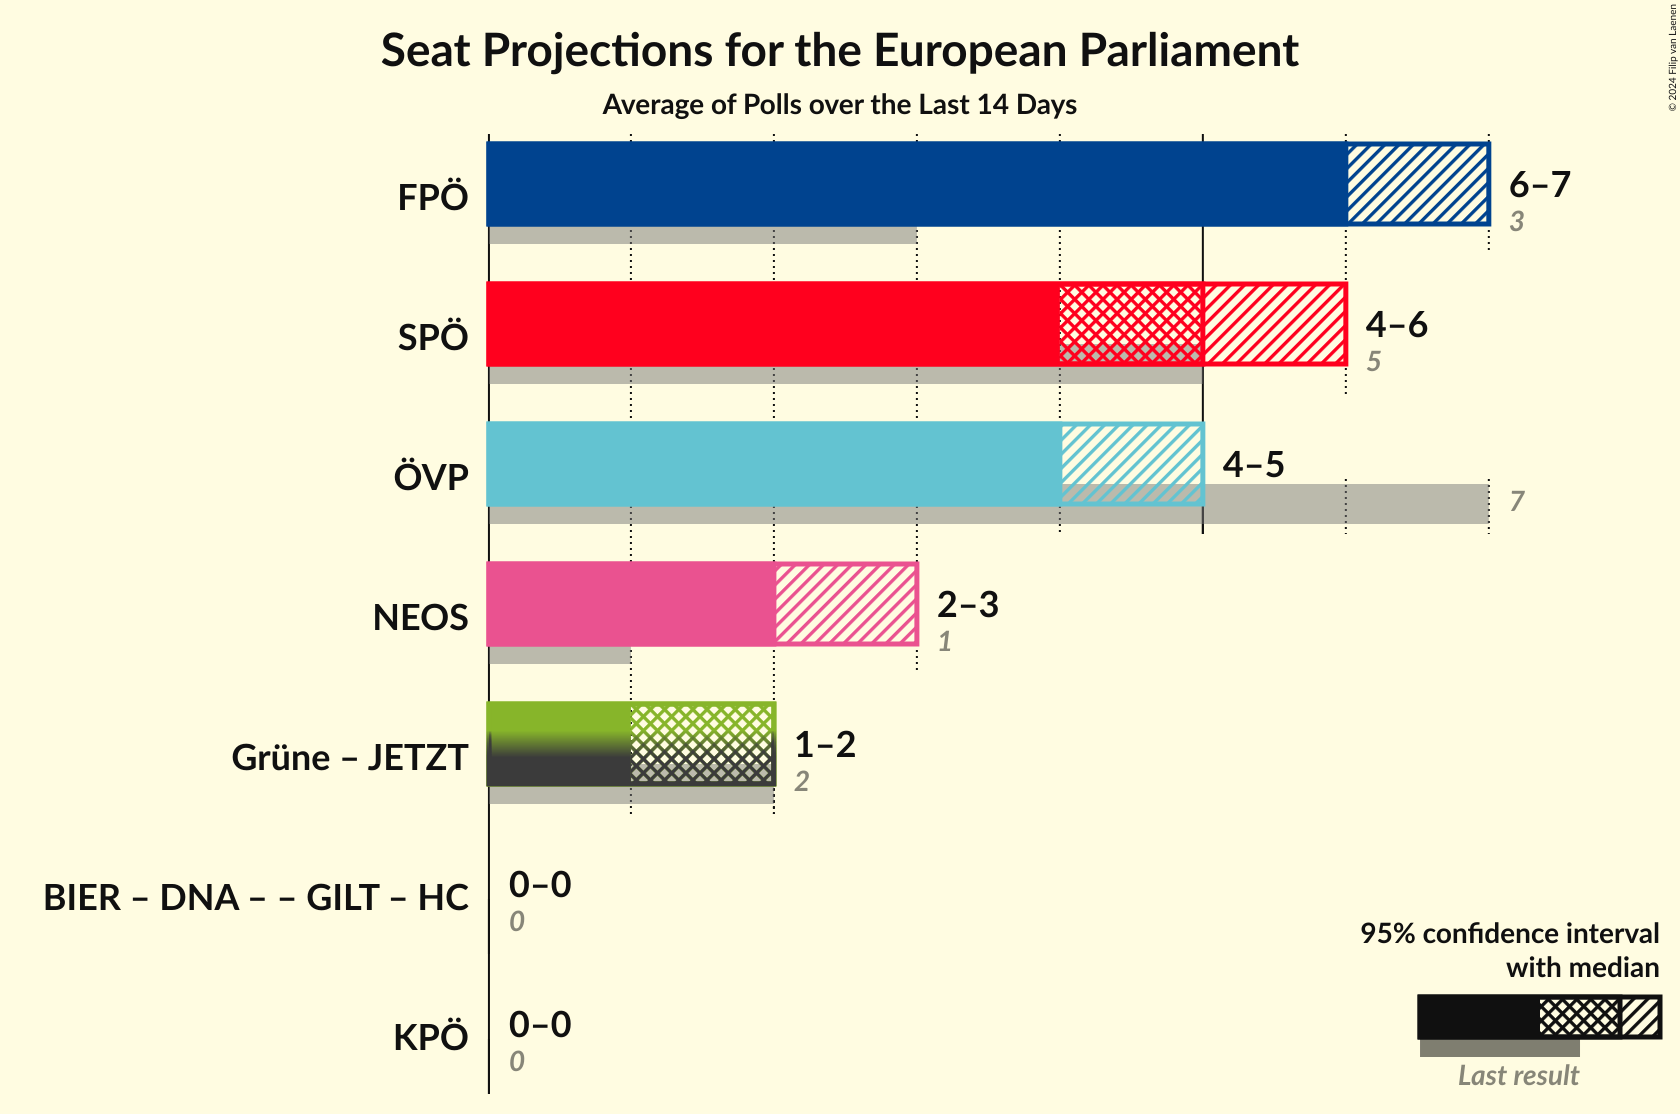 Seat Projections for the European Parliament
Average of Polls over the Last 14 Days
© 2024 Filip van Laenen
FPÖ
6–7
3
SPÖ
4–6
5
ÖVP
4–5
7
NEOS
2–3
1
Grüne – JETZT
1–2
2
BIER – DNA – – GILT – HC
0–0
0
KPÖ
0–0
0
95% confidence interval
with median
Last result